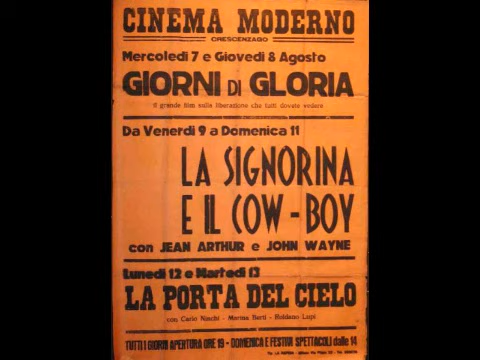 CINEMA MODERNO
CRESCENZAGO
Mercoledì 7 e Giovedì 8 Agosto
GIORNI DI GLORIA
Il grande film sulla liberazione che tutti dovete vedere
Da Venerdì 9 a Domenica 11
LA SIGNORINA
E IL COW-BOY
con JEAN ARTHUR e JOHN WAYNE
Lunedì 12 e Martedì 13
LA PORTA DEL CIELO
con Carlo Ninchi - Marina Berti - Roldano Lupi
TUTTI I GIORNI APERTURA ORE 19 - DOMENICA E FESTIVI SPETTACOLI dalle 14